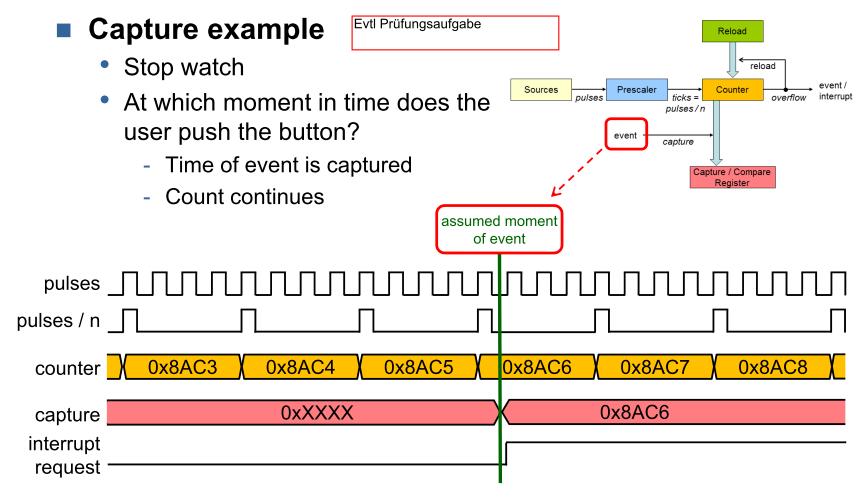 Capture example
Evtl Prüfungsaufgabe
Stop watch
At which moment in time does the
user push the button?
- Time of event is captured
- Count continues
Reload
reload
Sources
pulses
Prescaler
ticks =
pulses / n
Counter
overflow
event /
interrupt
event
capture
Capture / Compare
Register
assumed moment
of event
pulses
pulses / n
counter
0x8AC3
0x8AC4
0x8AC5
0x8AC6
0x8AC7
0x8AC8
capture
0xXXXX
0x8AC6
interrupt
request